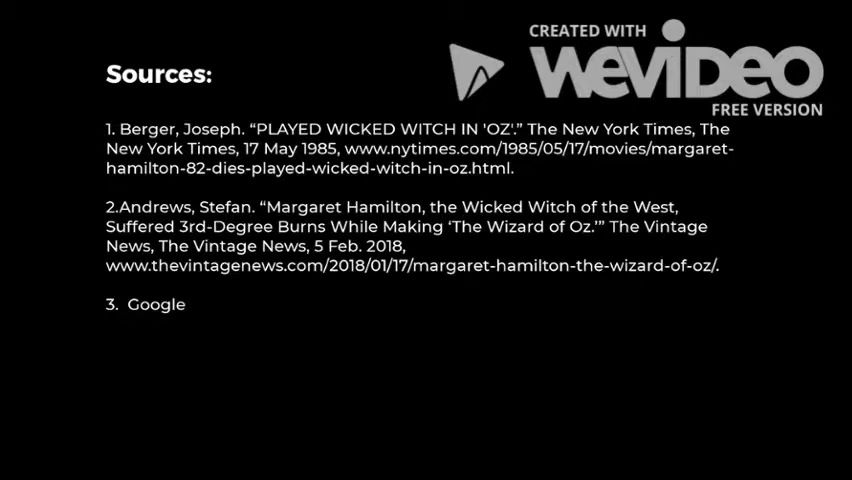 CREATED WITH
WeVideo
FREE VERSION
Sources:
1. Berger, Joseph. “PLAYED WICKED WITCH IN 'OZ'.” The New York Times, The
New York Times, 17 May 1985, www.nytimes.com/1985/05/17/movies/margaret-
hamilton-82-dies-played-wicked-witch-in-oz.html.
2.Andrews, Stefan. “Margaret Hamilton, the Wicked Witch of the West,
Suffered 3rd-Degree Burns While Making ‘The Wizard of Oz.’” The Vintage
News, The Vintage News, 5 Feb. 2018,
www.thevintagenews.com/2018/01/17/margaret-hamilton-the-wizard-of-oz/.
3. Google